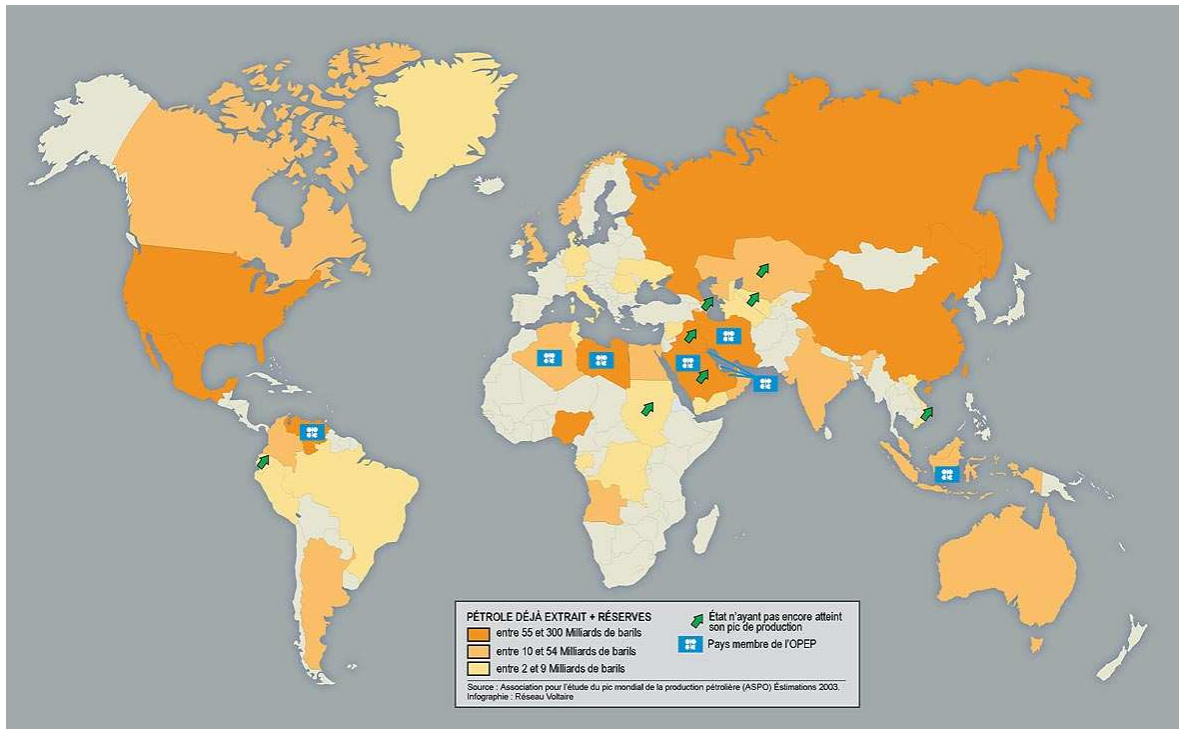 PÉTROLE DÉJÀ EXTRAIT + RÉSERVES
entre 55 et 300 Milliards de barils
entre 10 et 54 Milliards de barils
entre 2 et 9 Milliards de barils
État n'ayant pas encore atteint
son pic de production
Pays membre de l'OPEP
Source : Association pour l'étude du pic mondial de la production pétrolière (ASPO) Éstimations 2003.
Infographie : Réseau Voltaire